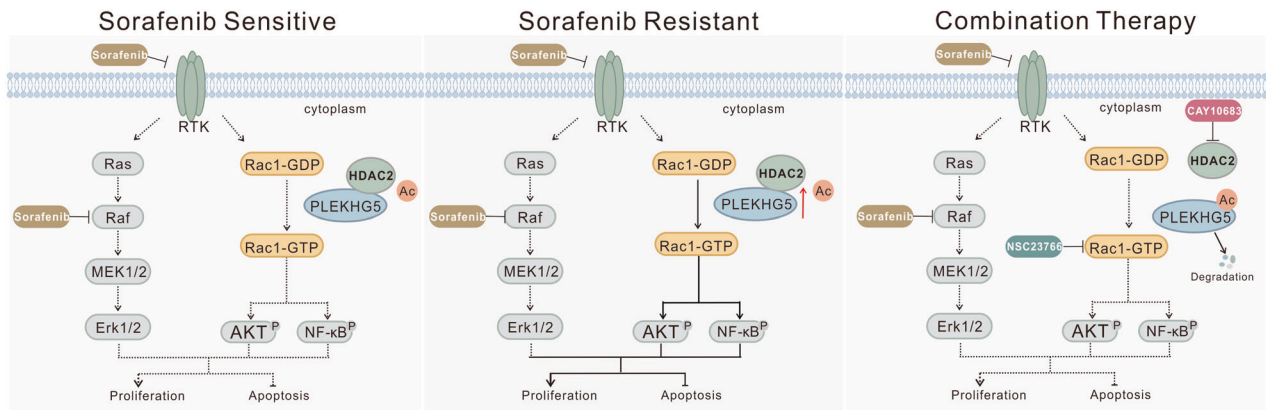 Sorafenib Sensitive
Sorafenib
RTK
cytoplasm
Ras
Rac1-GDP
HDAC2
Ac
PLEKHG5
Sorafenib
Raf
Rac1-GTP
MEK1/2
Erk1/2
AKT P
NF-κB P
Proliferation
Apoptosis
Sorafenib Resistant
Sorafenib
RTK
cytoplasm
Ras
Rac1-GDP
HDAC2
Ac
PLEKHG5
Sorafenib
Raf
Rac1-GTP
MEK1/2
Erk1/2
AKT P
NF-κB P
Proliferation
Apoptosis
Combination Therapy
Sorafenib
RTK
cytoplasm
CAY10683
Ras
Rac1-GDP
HDAC2
Ac
PLEKHG5
Sorafenib
Raf
NSC23766
Rac1-GTP
Degradation
MEK1/2
Erk1/2
AKT P
NF-κB P
Proliferation
Apoptosis